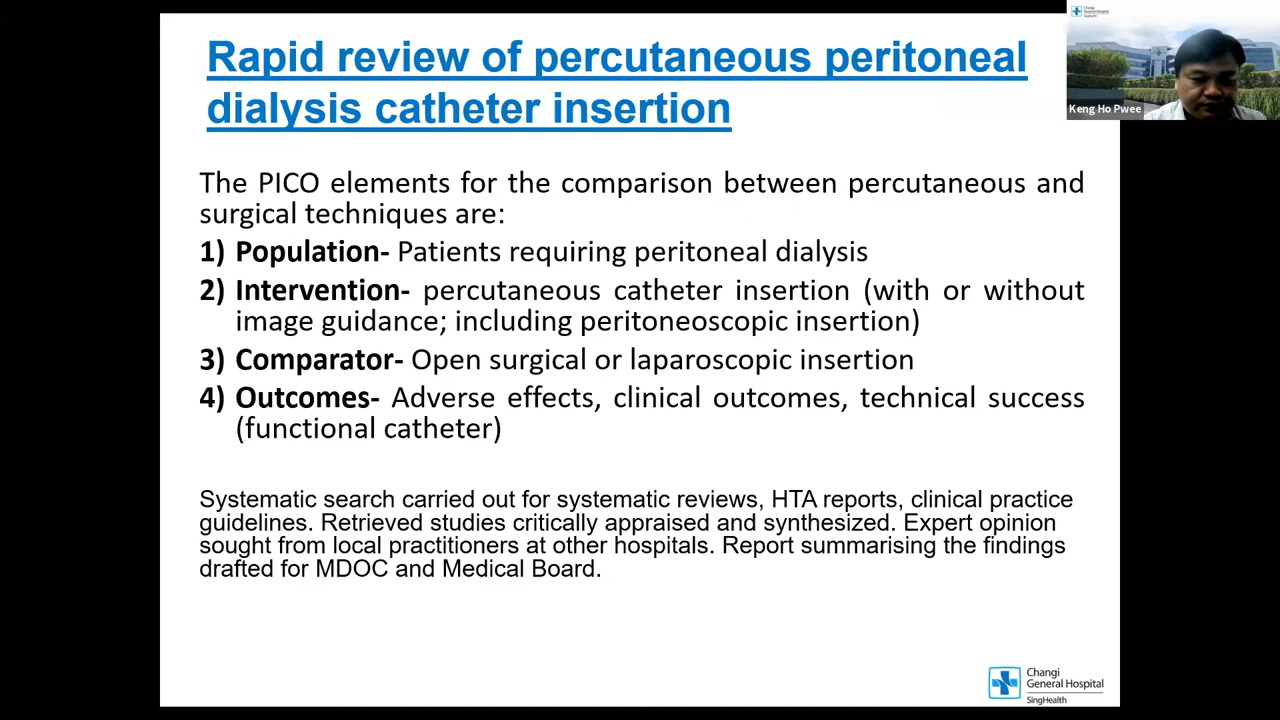 Rapid review of percutaneous peritoneal
dialysis catheter insertion
Keng Ho Pwee
The PICO elements for the comparison between percutaneous and
surgical techniques are:
1) Population- Patients requiring peritoneal dialysis
2) Intervention- percutaneous catheter insertion (with or without
image guidance; including peritoneoscopic insertion)
3) Comparator- Open surgical or laparoscopic insertion
4) Outcomes- Adverse effects, clinical outcomes, technical success
(functional catheter)
Systematic search carried out for systematic reviews, HTA reports, clinical practice
guidelines. Retrieved studies critically appraised and synthesized. Expert opinion
sought from local practitioners at other hospitals. Report summarising the findings
drafted for MDOC and Medical Board.
Changi
General Hospital
SingHealth
Changi
General Hospital